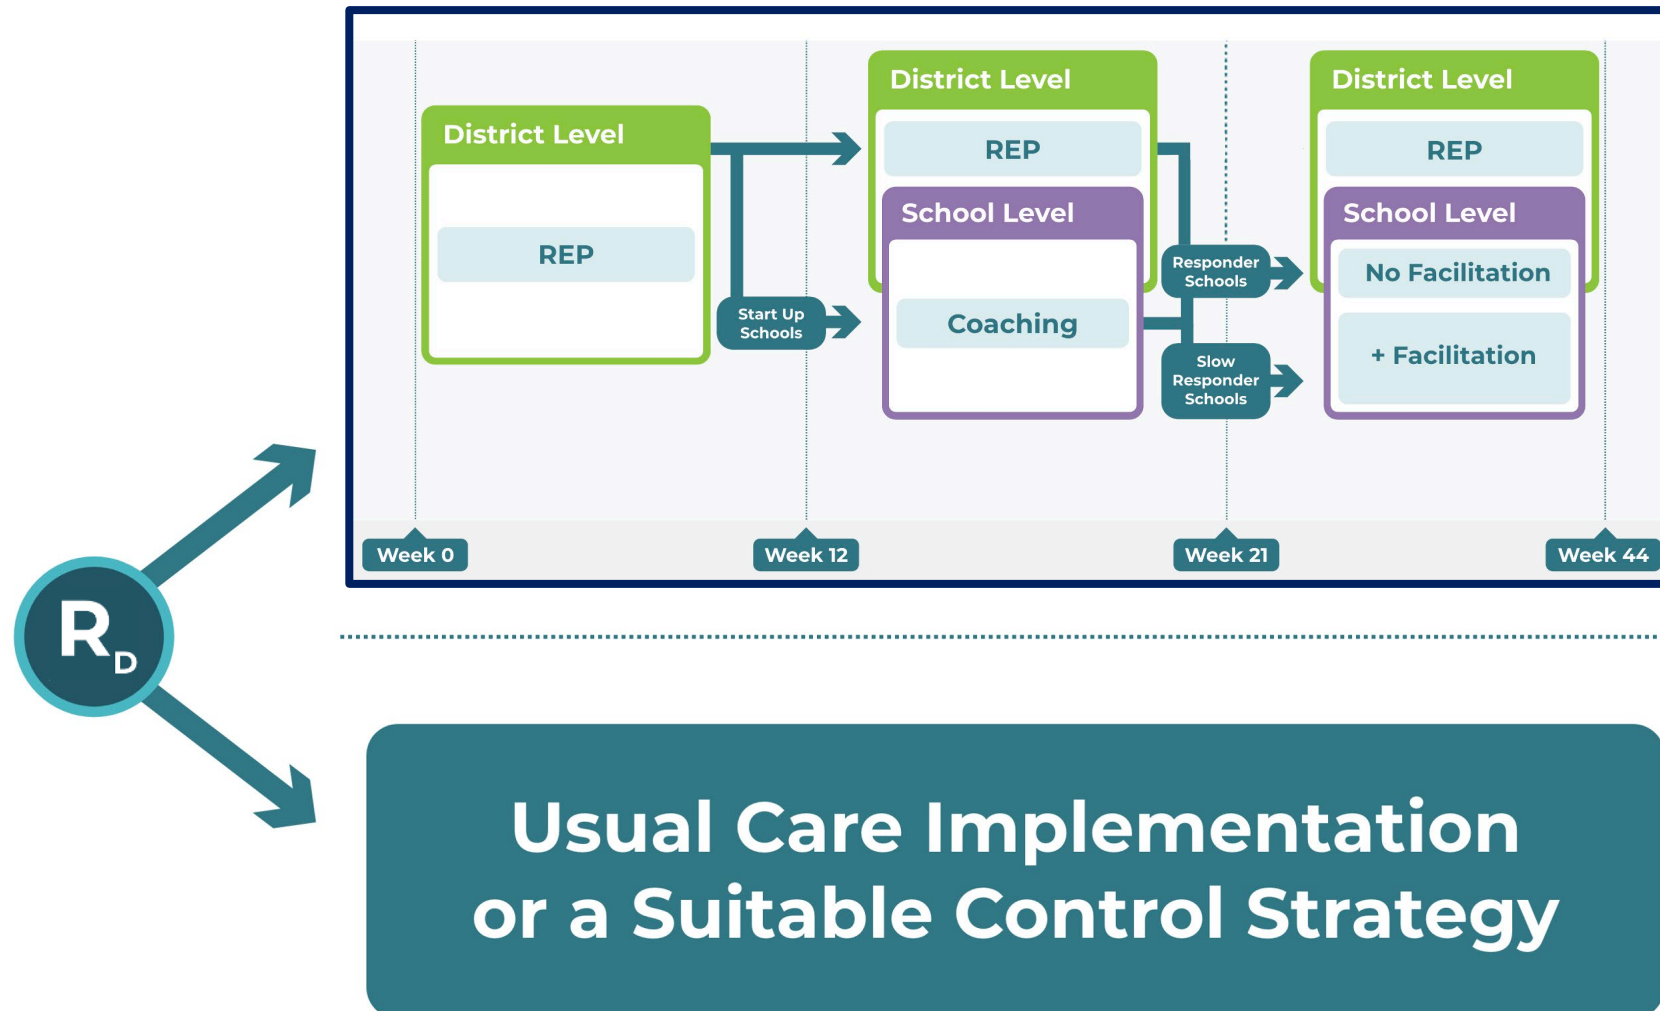 District Level
REP
Start Up
Schools
District Level
REP
School Level
Coaching
Responder
Schools
Slow
Responder
Schools
District Level
REP
School Level
No Facilitation
+ Facilitation
Week 0
Week 12
Week 21
Week 44
R D
Usual Care Implementation
or a Suitable Control Strategy